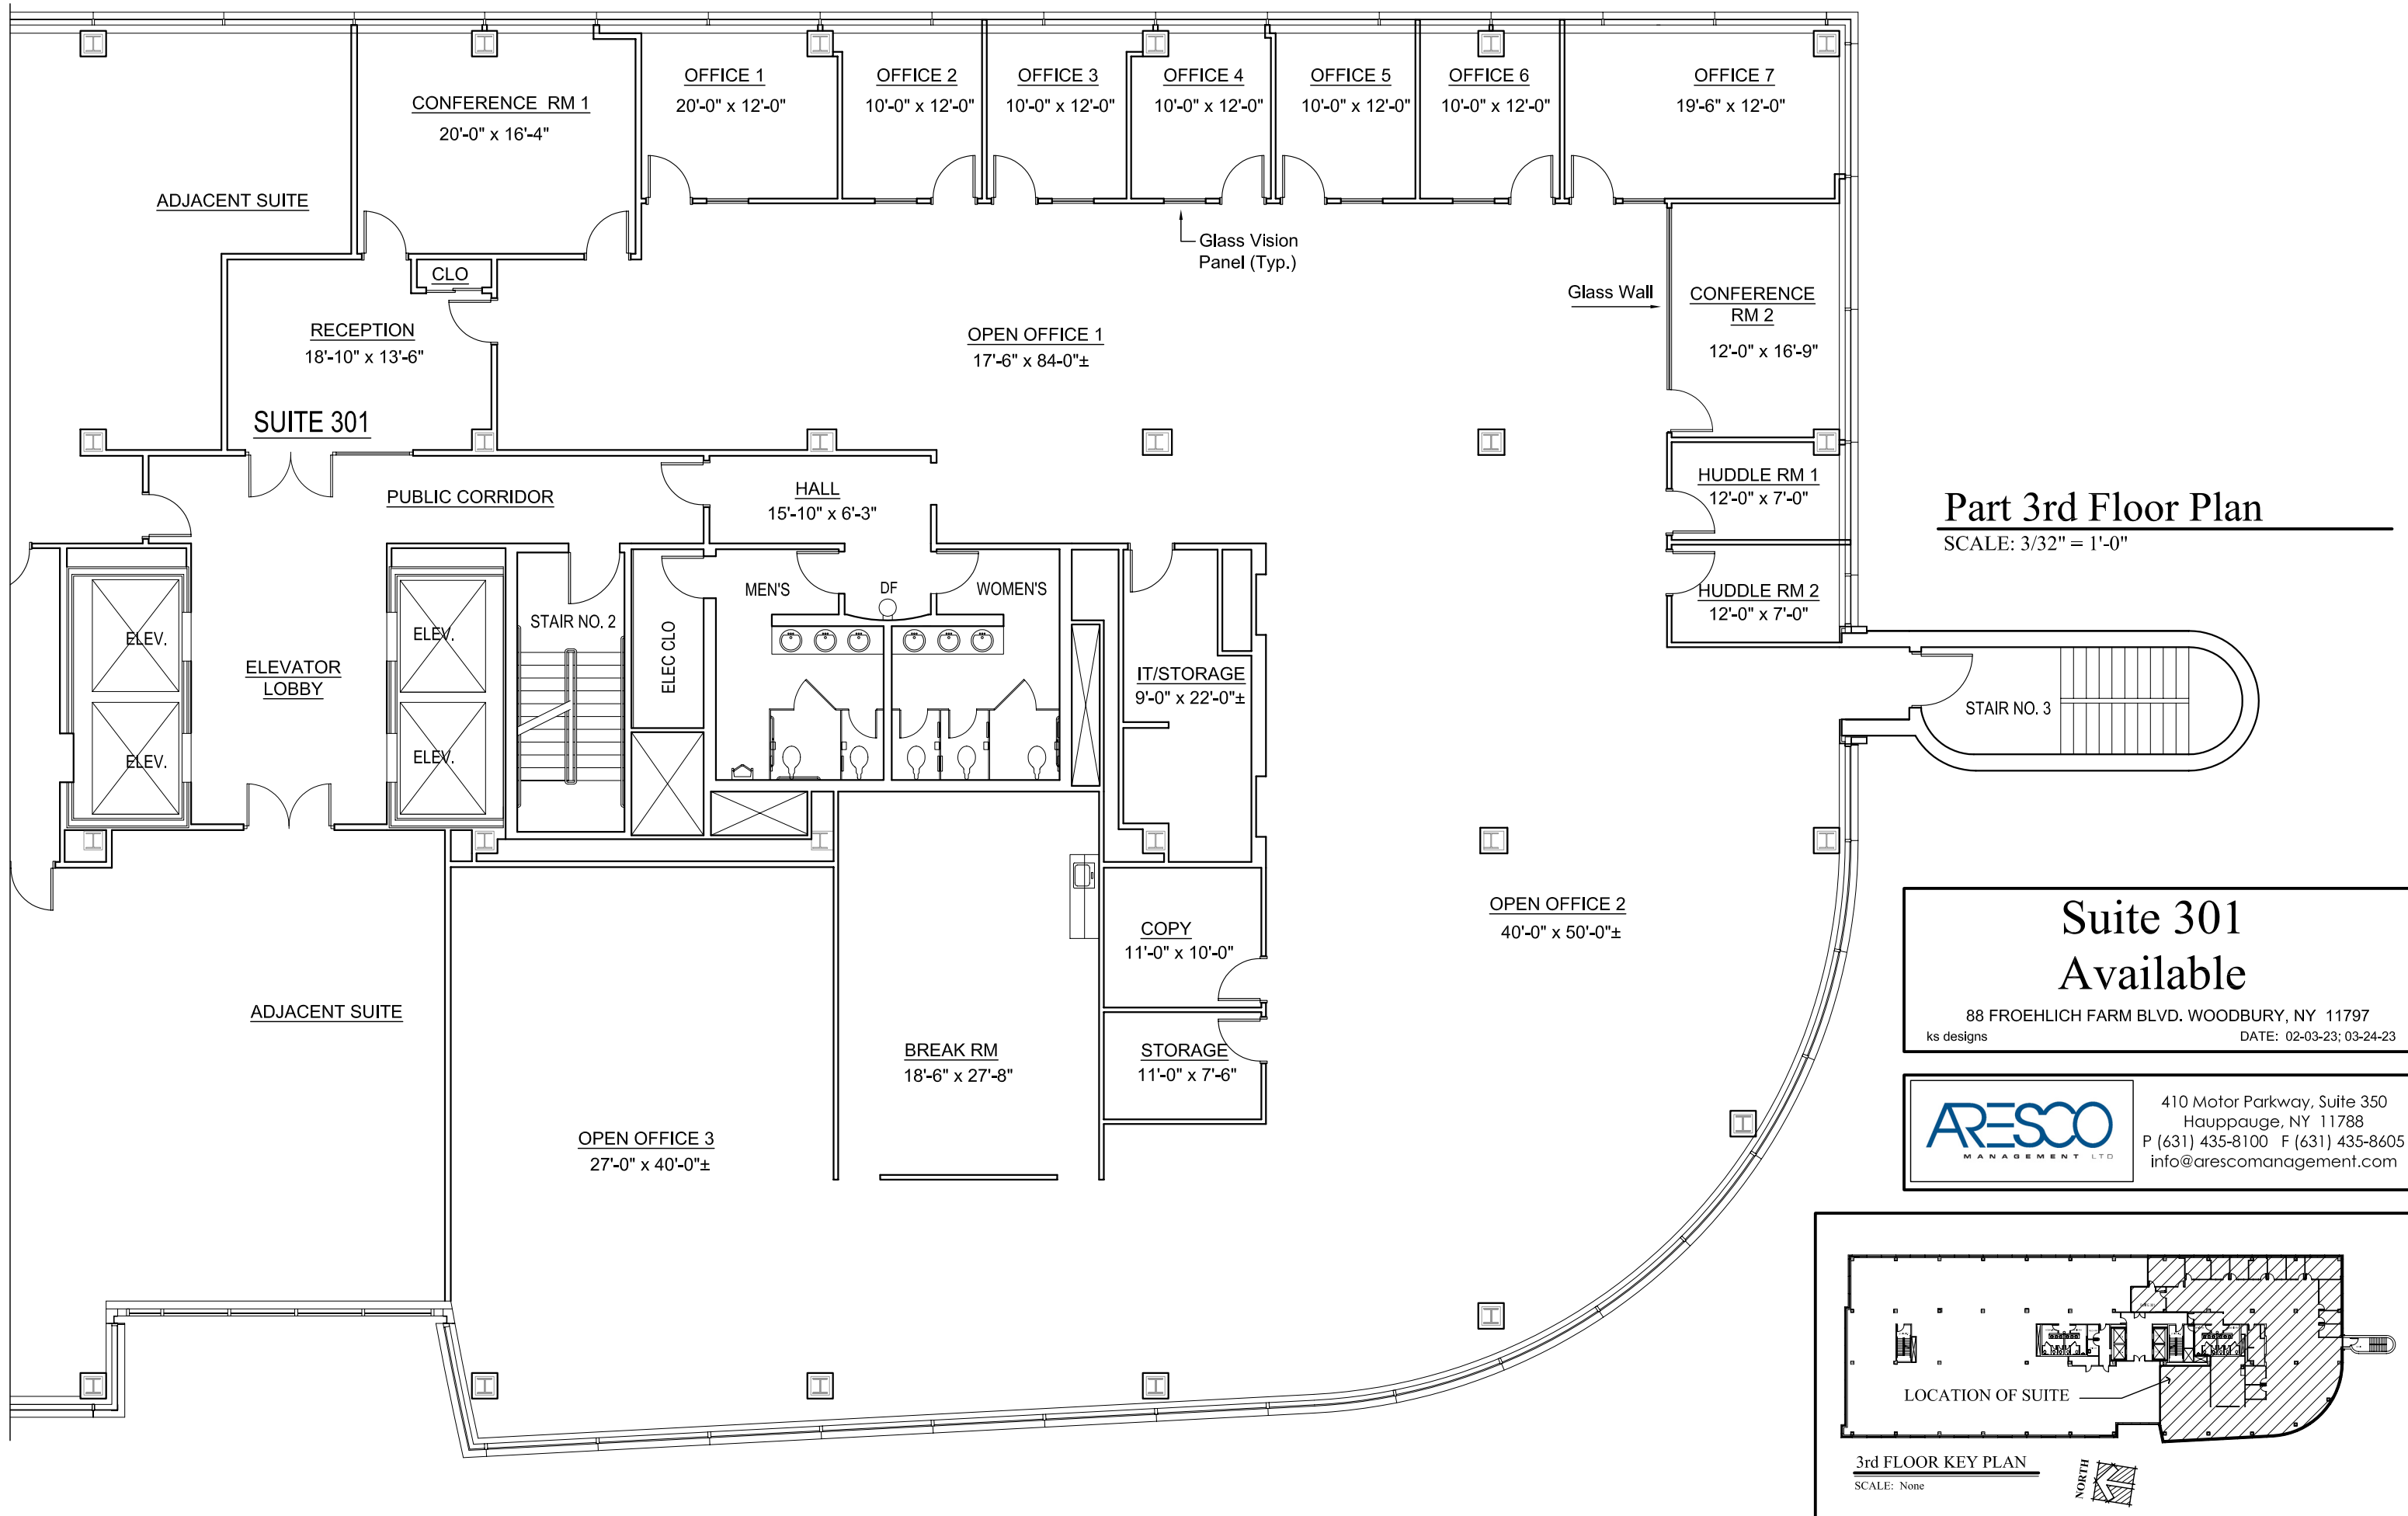 OFFICE 1
20'-0" x 12'-0"
OFFICE 2
10'-0" x 12'-0"
OFFICE 3
10'-0" x 12'-0"
OFFICE 4
10'-0" x 12'-0"
OFFICE 5
10'-0" x 12'-0"
OFFICE 6
10'-0" x 12'-0"
OFFICE 7
19'-6" x 12'-0"
CONFERENCE RM 1
20'-0" x 16'-4"
ADJACENT SUITE
Glass Vision
Panel (Typ.)
CLO
Glass Wall
CONFERENCE
RM 2
12'-0" x 16'-9"
RECEPTION
18'-10" x 13'-6"
OPEN OFFICE 1
17'-6" x 84-0"±
SUITE 301
PUBLIC CORRIDOR
HALL
15'-10" x 6'-3"
HUDDLE RM 1
12'-0" x 7'-0"
Part 3rd Floor Plan
SCALE: 3/32" = 1'-0"
MEN'S
DF
WOMEN'S
HUDDLE RM 2
12'-0" x 7'-0"
ELEV.
ELEV.
STAIR NO. 2
ELEC CLO
ELEVATOR
LOBBY
IT/STORAGE
9'-0" x 22'-0"±
STAIR NO. 3
ELEV.
ELEV.
OPEN OFFICE 2
40'-0" x 50'-0"±
COPY
11'-0" x 10'-0"
ADJACENT SUITE
BREAK RM
18'-6" x 27'-8"
STORAGE
11'-0" x 7'-6"
OPEN OFFICE 3
27'-0" x 40'-0"±
Suite 301
Available
88 FROEHLICH FARM BLVD. WOODBURY, NY 11797
ks designs DATE: 02-03-23; 03-24-23
ARESCO
MANAGEMENT LTD
410 Motor Parkway, Suite 350
Hauppauge, NY 11788
P (631) 435-8100 F (631) 435-8605
info@arescomanagement.com
LOCATION OF SUITE
3rd FLOOR KEY PLAN
SCALE: None
NORTH